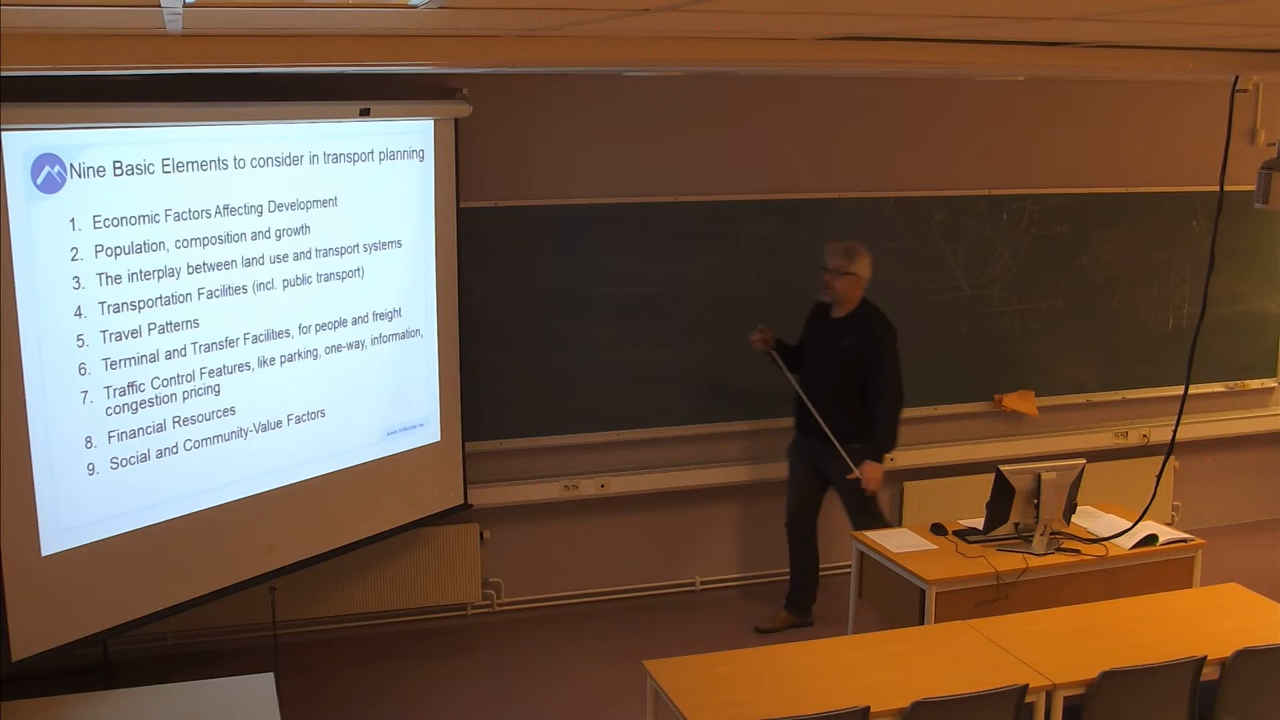 Nine Basic Elements to consider in transport planning
1. Economic Factors Affecting Development
2. Population, composition and growth
3. The interplay between land use and transport systems
4. Transportation Facilities (incl. public transport)
5. Travel Patterns
6. Terminal and Transfer Facilities, for people and freight
7. Traffic Control Features, like parking, one-way, information,
congestion pricing
8. Financial Resources
9. Social and Community-Value Factors